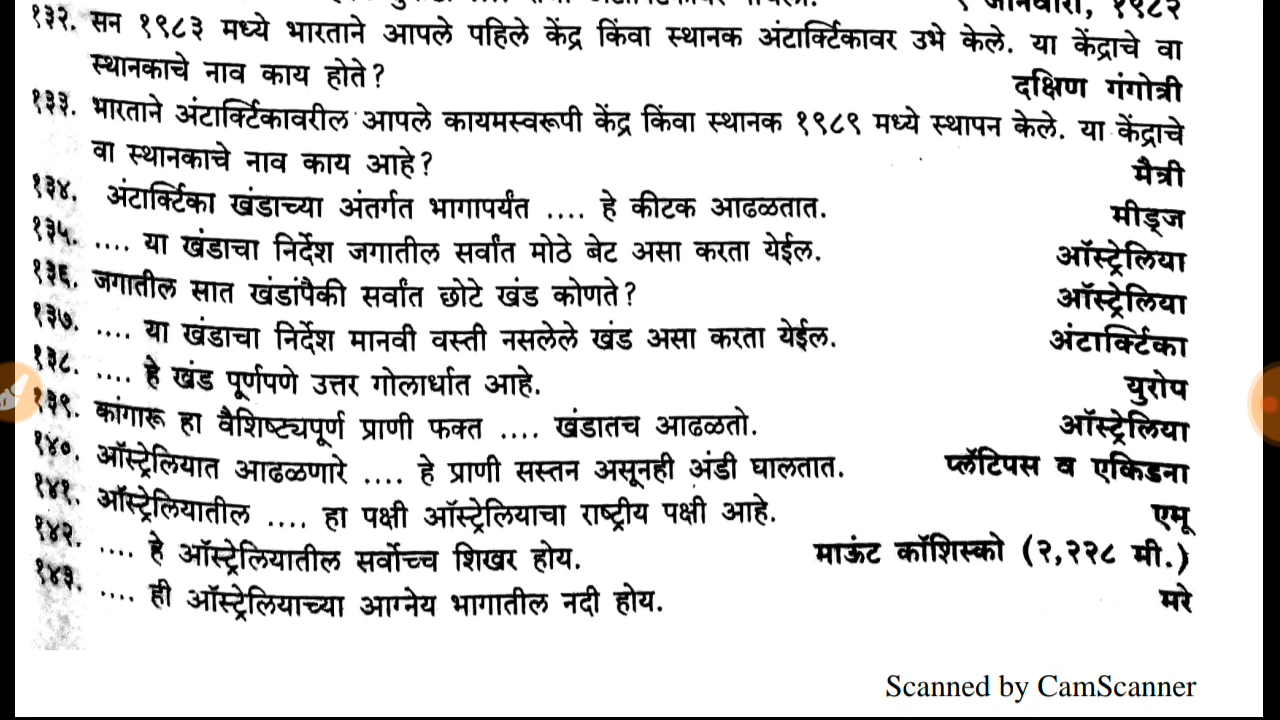 ९ जानेवारी, १९८२
१३२. सन १९८३ मध्ये भारताने आपले पहिले केंद्र किंवा स्थानक अंटार्क्टिकावर उभे केले. या केंद्राचे वा
स्थानकाचे नाव काय होते? दक्षिण गंगोत्री
१३३. भारताने अंटार्क्टिकावरील आपले कायमस्वरूपी केंद्र किंवा स्थानक १९८९ मध्ये स्थापन केले. या केंद्राचे
वा स्थानकाचे नाव काय आहे? मैत्री
१३४. अंटार्क्टिका खंडाच्या अंतर्गत भागापर्यंत .... हे कीटक आढळतात. मीड्ज
१३५. .... या खंडाचा निर्देश जगातील सर्वांत मोठे बेट असा करता येईल. ऑस्ट्रेलिया
१३६. जगातील सात खंडांपैकी सर्वांत छोटे खंड कोणते? ऑस्ट्रेलिया
१३७. .... या खंडाचा निर्देश मानवी वस्ती नसलेले खंड असा करता येईल. अंटार्क्टिका
१३८. .... हे खंड पूर्णपणे उत्तर गोलार्धात आहे. युरोप
१३९. कांगारू हा वैशिष्ट्यपूर्ण प्राणी फक्त .... खंडातच आढळतो. ऑस्ट्रेलिया
१४०. ऑस्ट्रेलियात आढळणारे .... हे प्राणी सस्तन असूनही अंडी घालतात. प्लॅटिपस व एकिडना
१४१. ऑस्ट्रेलियातील .... हा पक्षी ऑस्ट्रेलियाचा राष्ट्रीय पक्षी आहे. एमू
१४२. .... हे ऑस्ट्रेलियातील सर्वोच्च शिखर होय. माऊंट कॉशिस्को (२,२२८ मी.)
१४३. .... ही ऑस्ट्रेलियाच्या आग्नेय भागातील नदी होय. मरे
Scanned by CamScanner